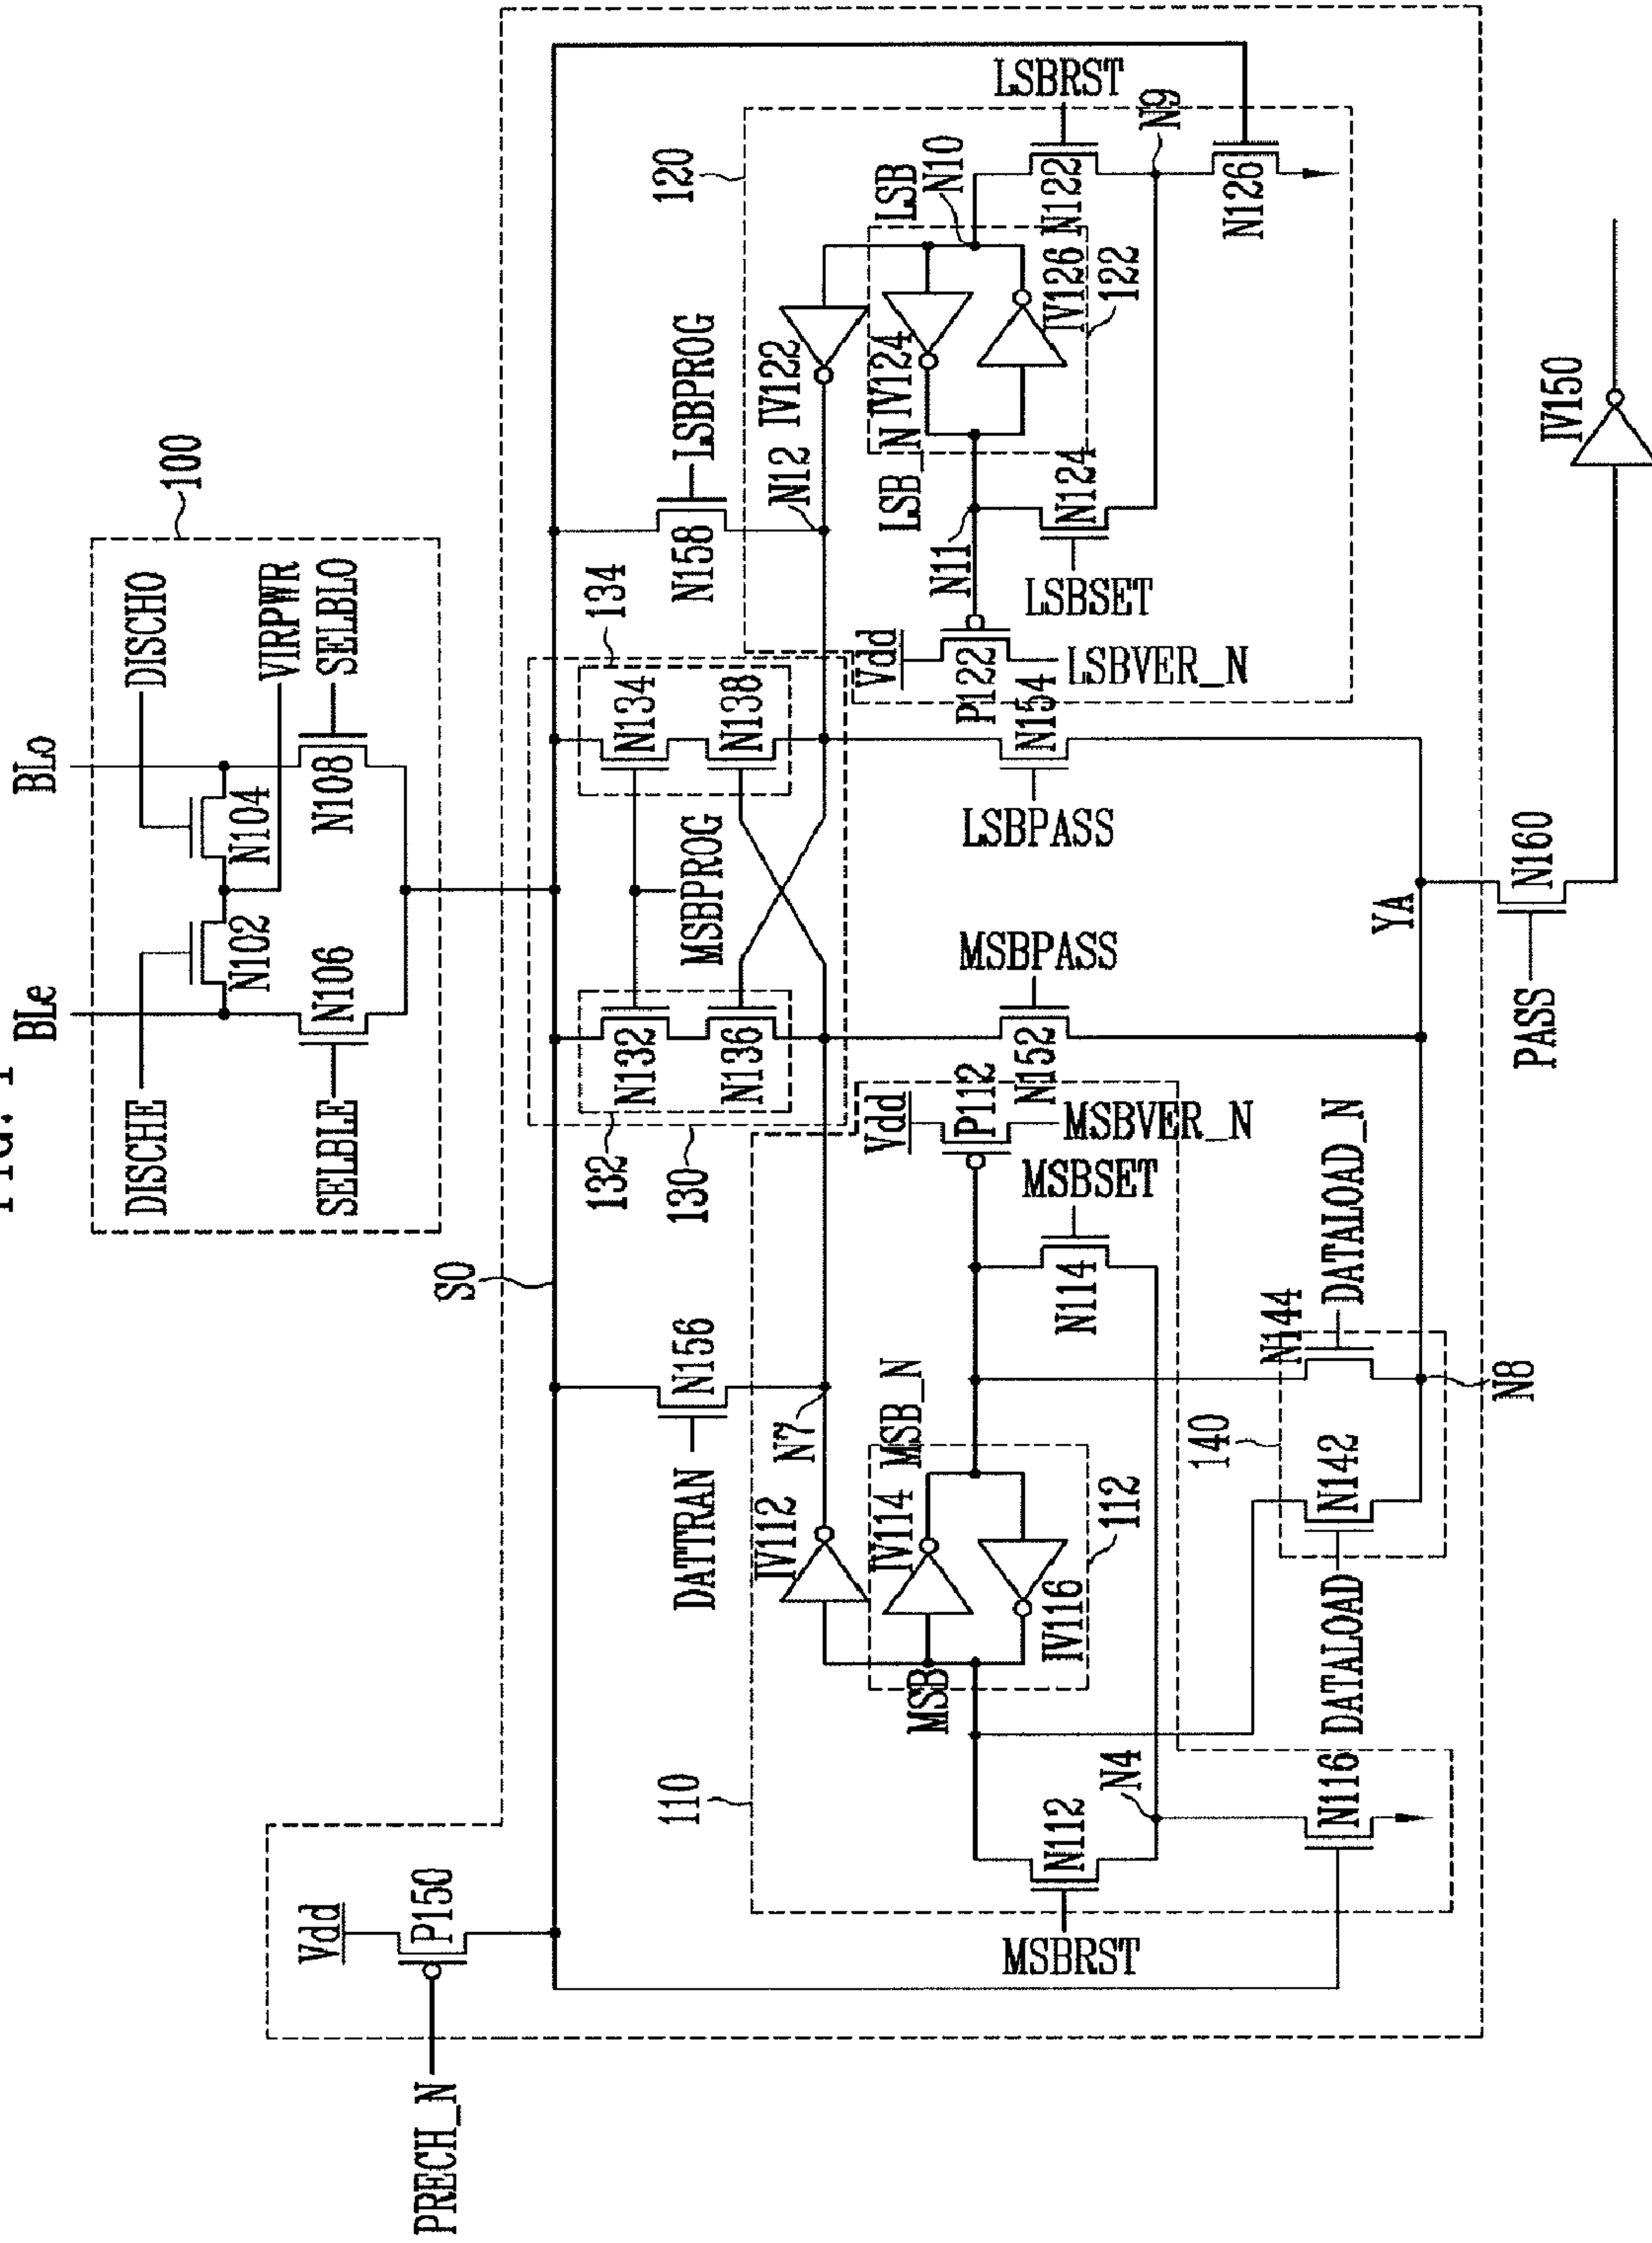 FIG. 1
BLe
BLo
100
DISCHE
DISCHO
N102
N104
VIRPWR
SELBLE
N106
N108
SELBLO
PRECH_N
Vdd
P150
SO
DATTRAN
N156
132
N132
N136
130
MSBPROG
134
N134
N138
N158
LSBPROG
N7
N12
110
IV112
MSB
IV114
MSB_N
IV116
112
Vdd
P112
MSBVER_N
MSBSET
N114
MSBRST
N112
N4
N116
N152
MSBPASS
LSBPASS
N154
120
IV122
LSB
N10
IV124
LSB_N
IV126
122
N11
Vdd
P122
LSBVER_N
LSBSET
N124
LSBRST
N122
N9
N126
140
DATALOAD
N142
N144
DATALOAD_N
N8
YA
PASS
N160
IV150